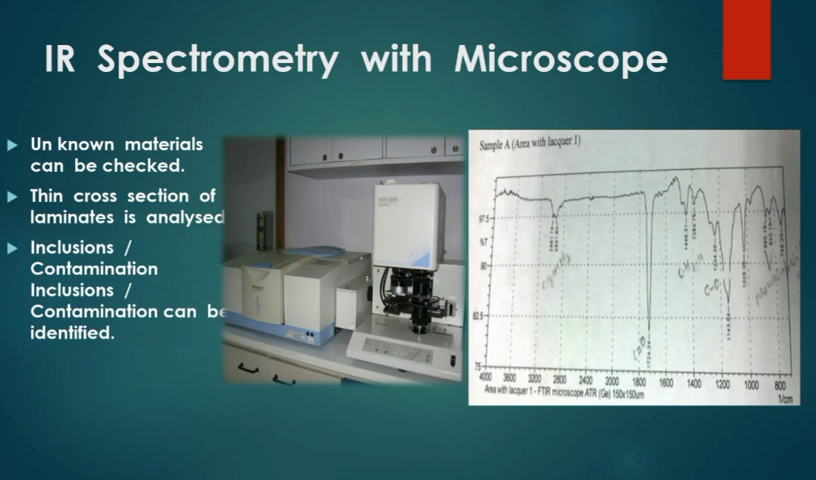 IR Spectrometry with Microscope
Un known materials
can be checked.
Thin cross section of
laminates is analysed
Inclusions /
Contamination
Inclusions /
Contamination can be
identified.
Sample A (Area with lacquer 1)
97.5
%T
90
82.5
75
C=O
C-O
4000 3600 3200 2800 2600 2000 1800 1400 1200 1000 800
Area with lacquer 1 - FTIR microscope ATR (Ge) 150x150um
1/cm